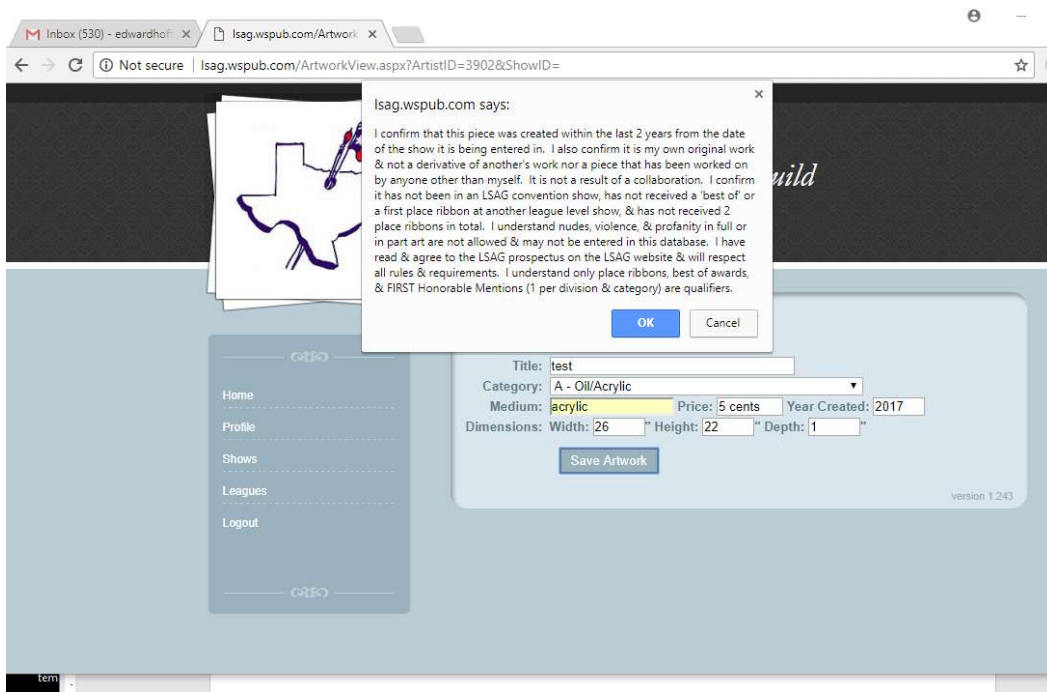 Inbox (530) - edwardhoff
lsag.wspub.com/Artwork
Not secure | lsag.wspub.com/ArtworkView.aspx?ArtistID=3902&ShowID=
lsag.wspub.com says:
I confirm that this piece was created within the last 2 years from the date
of the show it is being entered in. I also confirm it is my own original work
& not a derivative of another's work nor a piece that has been worked on
by anyone other than myself. It is not a result of a collaboration. I confirm
it has not been in an LSAG convention show, has not received a 'best of' or
a first place ribbon at another league level show, & has not received 2
place ribbons in total. I understand nudes, violence, & profanity in full or
in part art are not allowed & may not be entered in this database. I have
read & agree to the LSAG prospectus on the LSAG website & will respect
all rules & requirements. I understand only place ribbons, best of awards,
& FIRST Honorable Mentions (1 per division & category) are qualifiers.
OK Cancel
uild
Home
Profile
Shows
Leagues
Logout
Title: test
Category: A - Oil/Acrylic
Medium: acrylic Price: 5 cents Year Created: 2017
Dimensions: Width: 26 " Height: 22 " Depth: 1 "
Save Artwork
version 1.243
tem